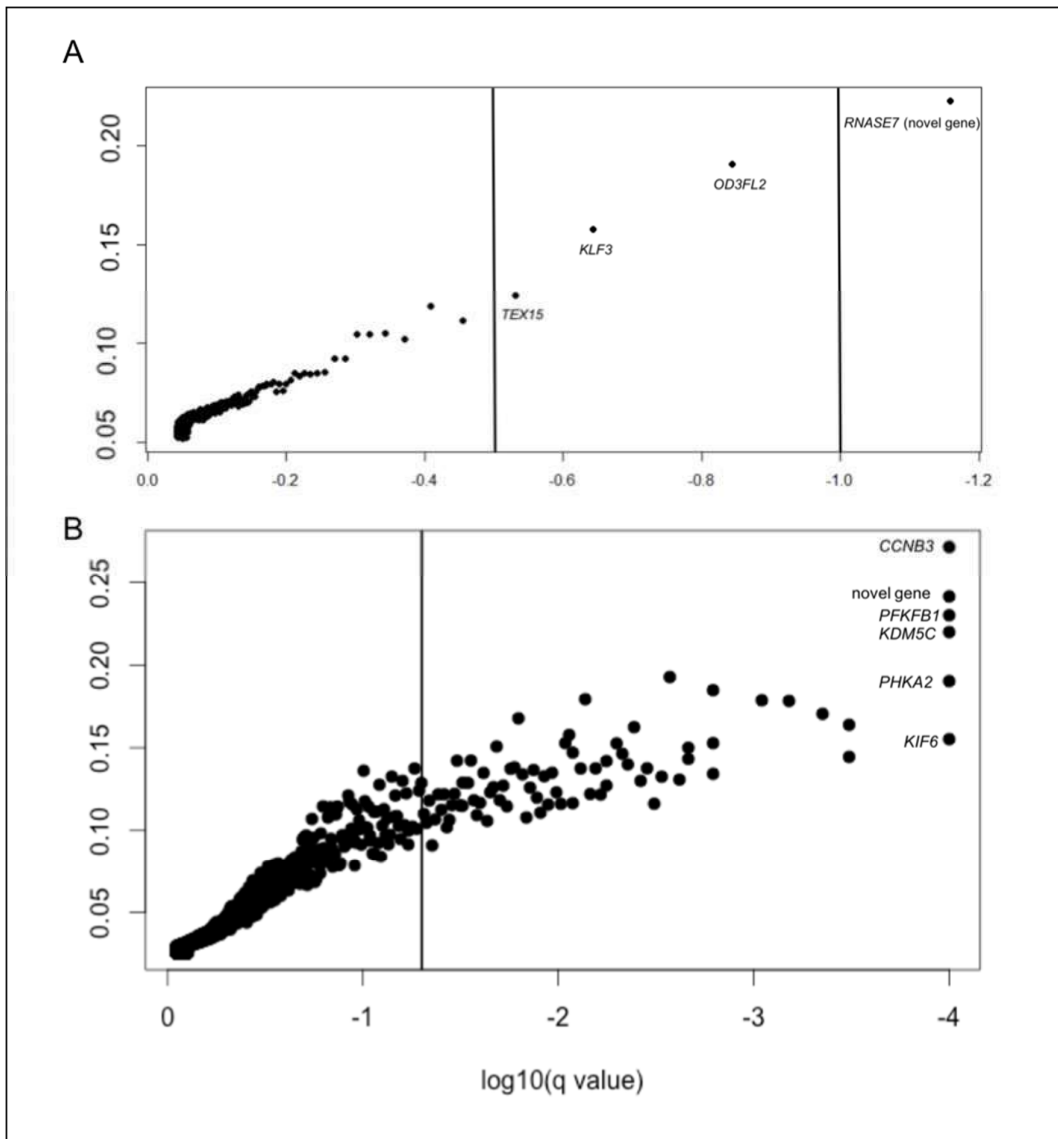 A
0.20
0.15
0.10
0.05
RNASE7 (novel gene)
OD3FL2
KLF3
TEX15
0.0 -0.2 -0.4 -0.6 -0.8 -1.0 -1.2
B
0.25
0.20
0.15
0.10
0.05
CCNB3
novel gene
PFKFB1
KDM5C
PHKA2
KIF6
0 -1 -2 -3 -4
log10(q value)